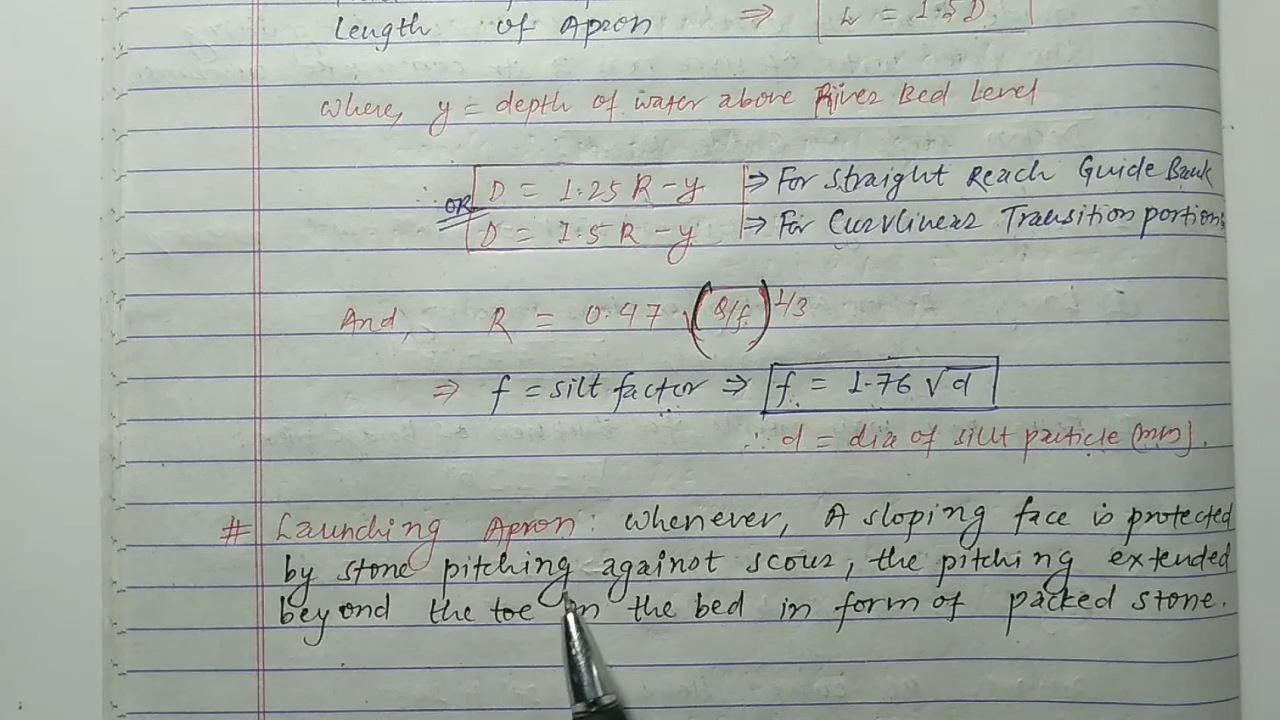 Length of Apron ⇒ L = 1.5 D
where, y = depth of water above River Bed Level
∴ D = 1.25 R - y ⇒ For straight Reach Guide Bank
OR D = 1.5 R - y ⇒ For Curvlinear Transition portions
And, R = 0.47 (Q/f)^1/3
⇒ f = silt factor ⇒ f = 1.76 √d
∴ d = dia of silt particle (mm).
# Launching Apron: Whenever, A sloping face is protected
by stone pitching against scour, the pitching extended
beyond the toe in the bed in form of packed stone.